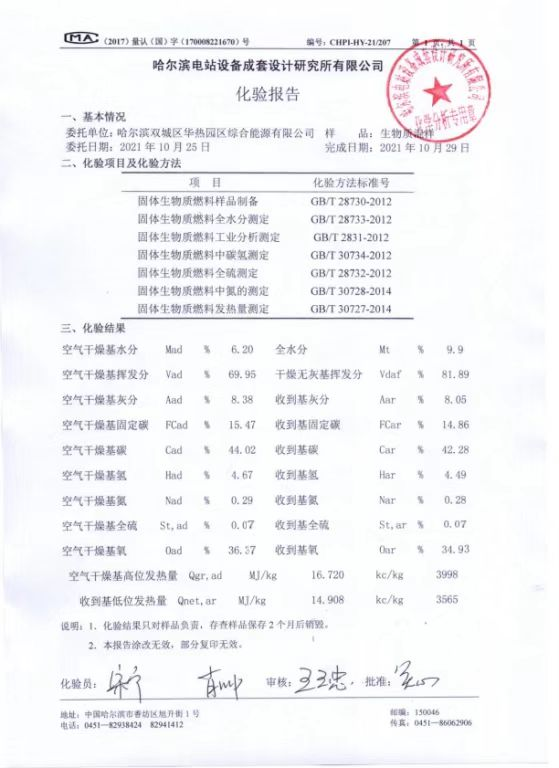 CMA (2017)量认(国)字(170008221670)号 编号:CHPI-HY-21/207 第 1 页,共 1 页
哈尔滨电站设备成套设计研究所有限公司
化验报告
一、基本情况
委托单位:哈尔滨双城区华热园区综合能源有限公司 样 品:生物质混样
委托日期:2021 年 10 月 25 日 完成日期:2021 年 10 月 29 日
二、化验项目及化验方法
项 目 化验方法标准号
固体生物质燃料样品制备 GB/T 28730-2012
固体生物质燃料全水分测定 GB/T 28733-2012
固体生物质燃料工业分析测定 GB/T 2831-2012
固体生物质燃料中碳氢测定 GB/T 30734-2012
固体生物质燃料全硫测定 GB/T 28732-2012
固体生物质燃料中氮的测定 GB/T 30728-2014
固体生物质燃料发热量测定 GB/T 30727-2014
三、化验结果
空气干燥基水分 Mad % 6.20 全水分 Mt % 9.9
空气干燥基挥发分 Vad % 69.95 干燥无灰基挥发分 Vdaf % 81.89
空气干燥基灰分 Aad % 8.38 收到基灰分 Aar % 8.05
空气干燥基固定碳 FCad % 15.47 收到基固定碳 FCar % 14.86
空气干燥基碳 Cad % 44.02 收到基碳 Car % 42.28
空气干燥基氢 Had % 4.67 收到基氢 Har % 4.49
空气干燥基氮 Nad % 0.29 收到基氮 Nar % 0.28
空气干燥基全硫 St,ad % 0.07 收到基全硫 St,ar % 0.07
空气干燥基氧 Oad % 36.37 收到基氧 Oar % 34.93
空气干燥基高位发热量 Qgr,ad MJ/kg 16.720 kc/kg 3998
收到基低位发热量 Qnet,ar MJ/kg 14.908 kc/kg 3565
说明:1、化验结果只对样品负责,存查样品保存 2 个月后销毁。
2、本报告涂改无效,部分复印无效。
化验员: 审核: 批准:
地址:中国哈尔滨市香坊区旭升街 1 号 邮编:150046
电话:0451—82938424 82941412 传真:0451—86062906